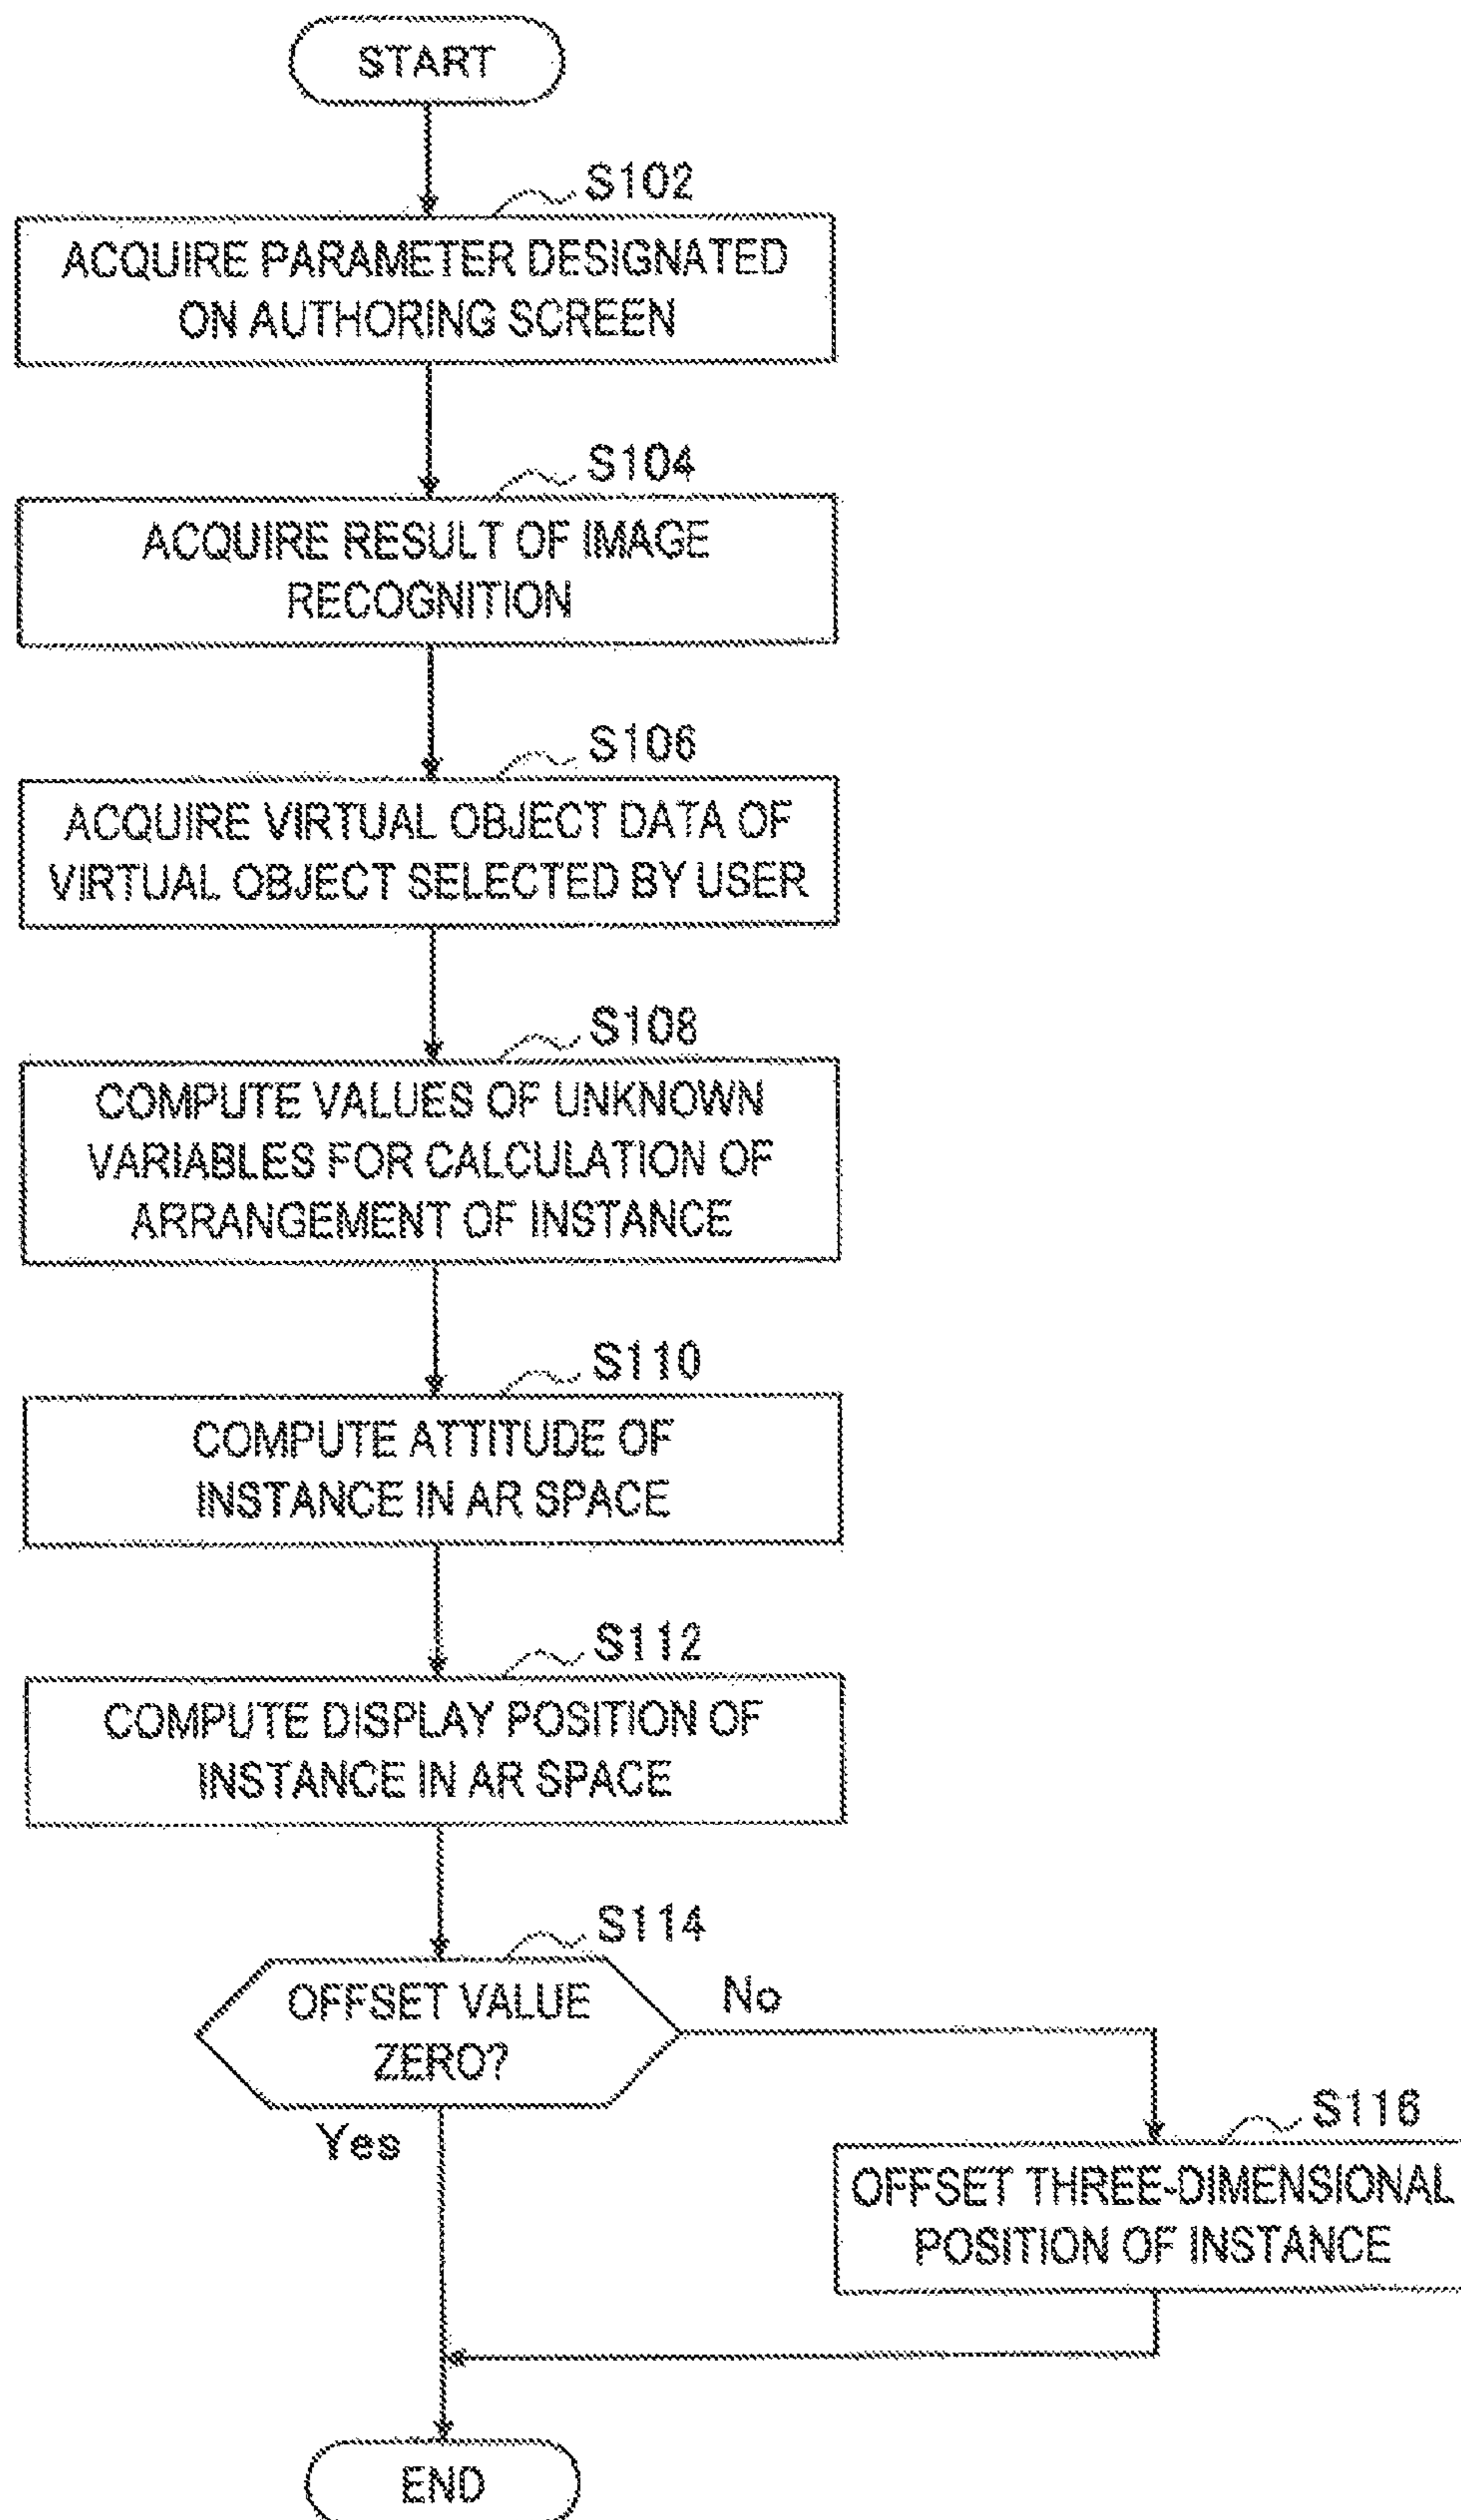 START
S102
ACQUIRE PARAMETER DESIGNATED
ON AUTHORING SCREEN
S104
ACQUIRE RESULT OF IMAGE
RECOGNITION
S106
ACQUIRE VIRTUAL OBJECT DATA OF
VIRTUAL OBJECT SELECTED BY USER
S108
COMPUTE VALUES OF UNKNOWN
VARIABLES FOR CALCULATION OF
ARRANGEMENT OF INSTANCE
S110
COMPUTE ATTITUDE OF
INSTANCE IN AR SPACE
S112
COMPUTE DISPLAY POSITION OF
INSTANCE IN AR SPACE
S114
OFFSET VALUE
ZERO?
No
Yes
S116
OFFSET THREE-DIMENSIONAL
POSITION OF INSTANCE
END